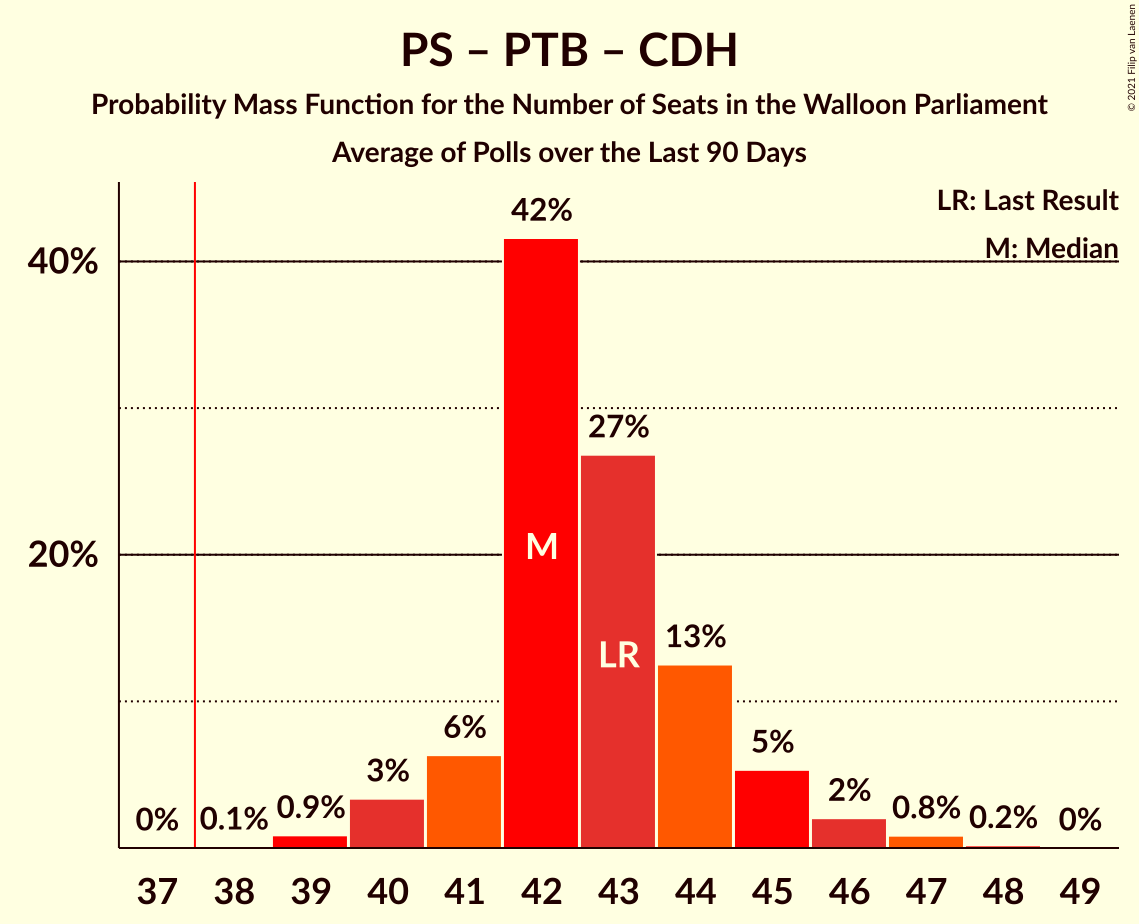 PS – PTB – CDH
Probability Mass Function for the Number of Seats in the Walloon Parliament
Average of Polls over the Last 90 Days
© 2021 Filip van Laenen
LR: Last Result
M: Median
40%
20%
0%
0.1%
0.9%
3%
6%
42%
27%
13%
5%
2%
0.8%
0.2%
0%
M
LR
37 38 39 40 41 42 43 44 45 46 47 48 49